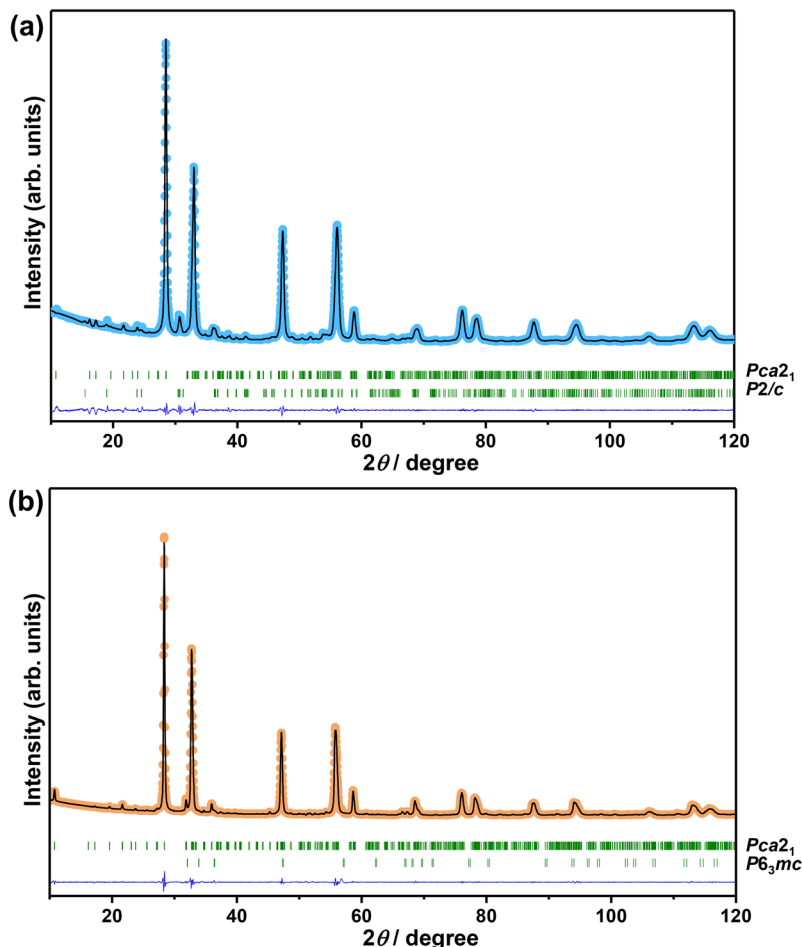 (a)
Intensity (arb. units)
Pca2₁
P2/c
20 40 60 80 100 120
2θ / degree
(b)
Intensity (arb. units)
Pca2₁
P6₃mc
20 40 60 80 100 120
2θ / degree